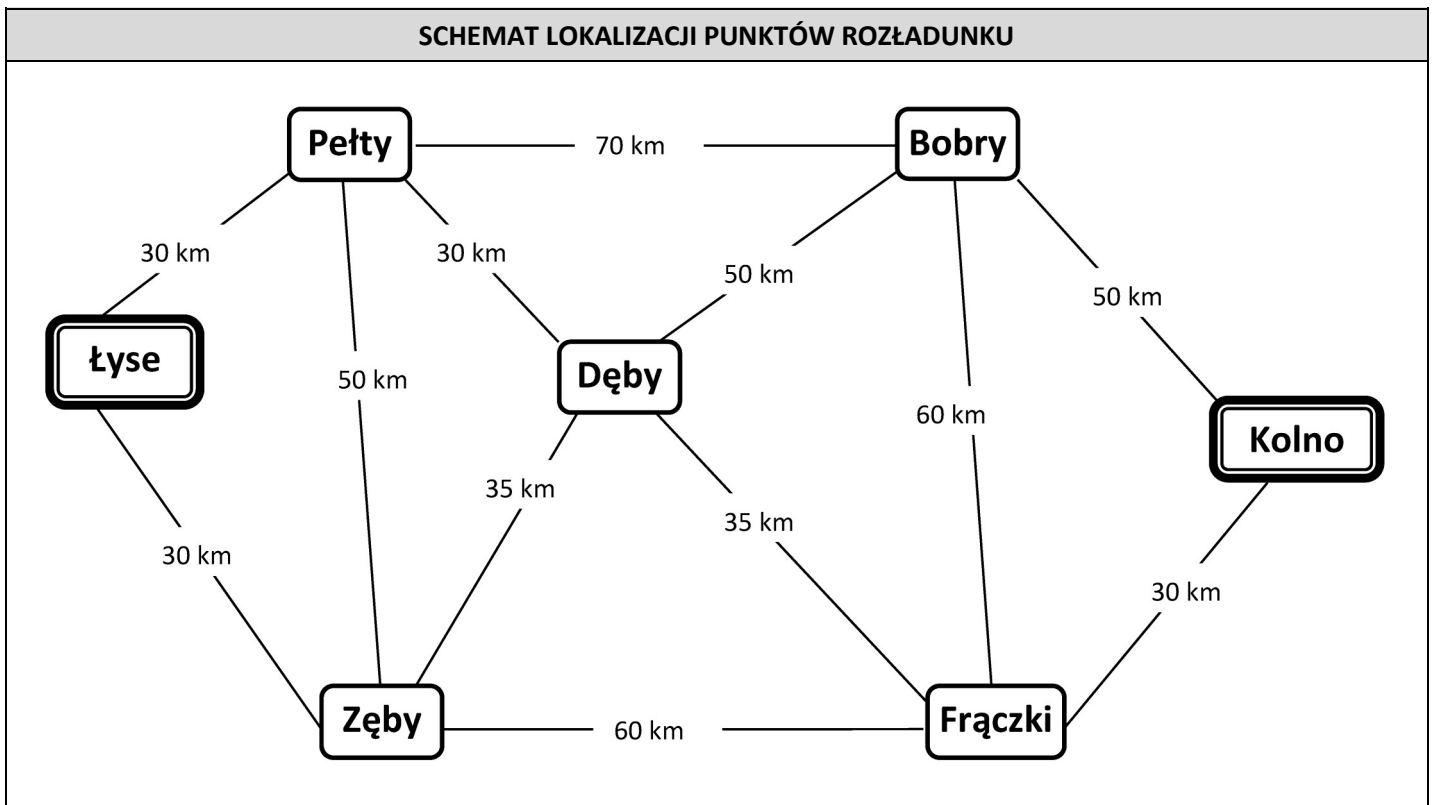 SCHEMAT LOKALIZACJI PUNKTÓW ROZŁADUNKU
Pełty
70 km
Bobry
30 km
30 km
50 km
50 km
Łyse
50 km
Dęby
60 km
Kolno
35 km
35 km
30 km
30 km
Zęby
60 km
Frączki